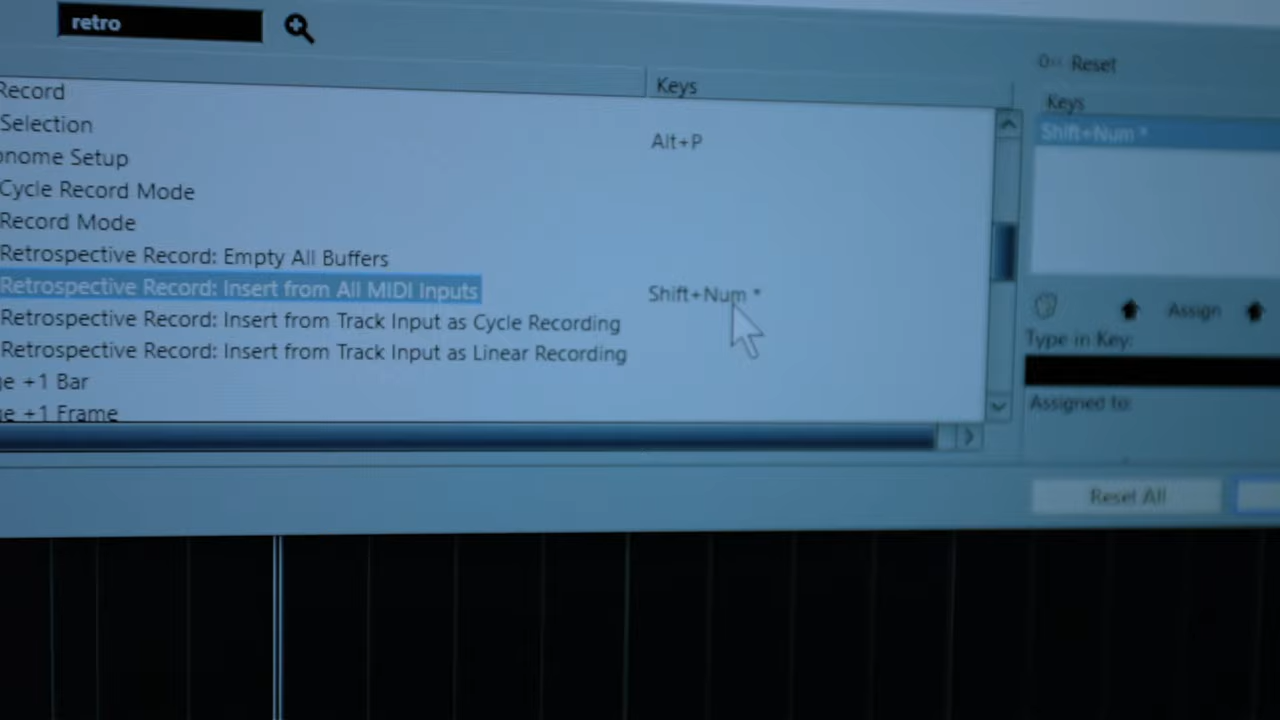 retro
Keys
Record
Selection
Alt+P
onome Setup
Cycle Record Mode
Record Mode
Retrospective Record: Empty All Buffers
Retrospective Record: Insert from All MIDI Inputs
Shift+Num *
Retrospective Record: Insert from Track Input as Cycle Recording
Retrospective Record: Insert from Track Input as Linear Recording
ge +1 Bar
ge +1 Frame
Reset
Keys
Shift+Num *
Assign
Type in Key:
Assigned to:
Reset All